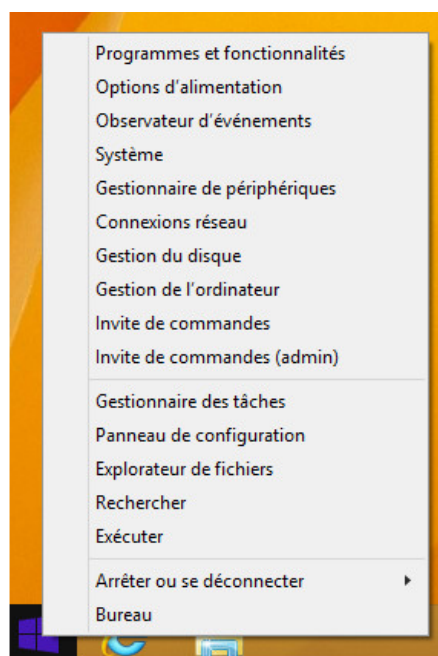 Programmes et fonctionnalités
Options d'alimentation
Observateur d'événements
Système
Gestionnaire de périphériques
Connexions réseau
Gestion du disque
Gestion de l'ordinateur
Invite de commandes
Invite de commandes (admin)
Gestionnaire des tâches
Panneau de configuration
Explorateur de fichiers
Rechercher
Exécuter
Arrêter ou se déconnecter
Bureau